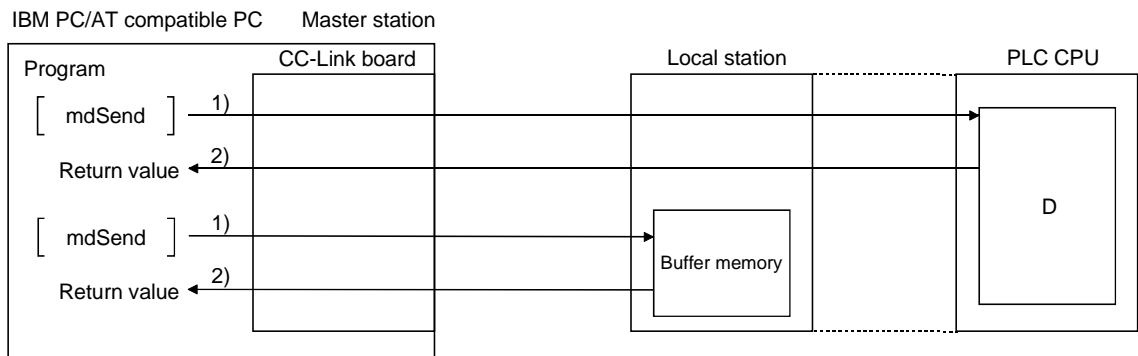 IBM PC/AT compatible PC Master station
Program CC-Link board Local station PLC CPU
[ mdSend ] 1)
Return value 2)
D
[ mdSend ] 1)
Buffer memory
Return value 2)